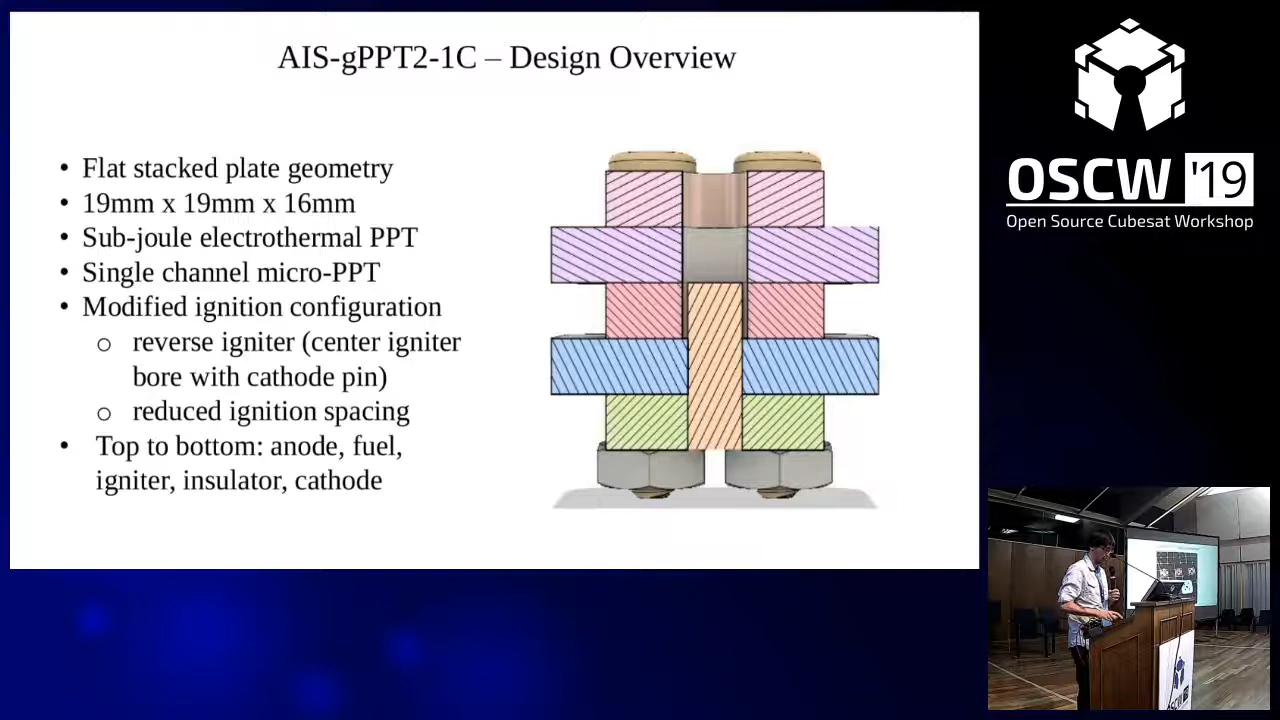 AIS-gPPT2-1C – Design Overview
• Flat stacked plate geometry
• 19mm x 19mm x 16mm
• Sub-joule electrothermal PPT
• Single channel micro-PPT
• Modified ignition configuration
o reverse igniter (center igniter
bore with cathode pin)
o reduced ignition spacing
• Top to bottom: anode, fuel,
igniter, insulator, cathode
OSCW '19
Open Source Cubesat Workshop
OSCW